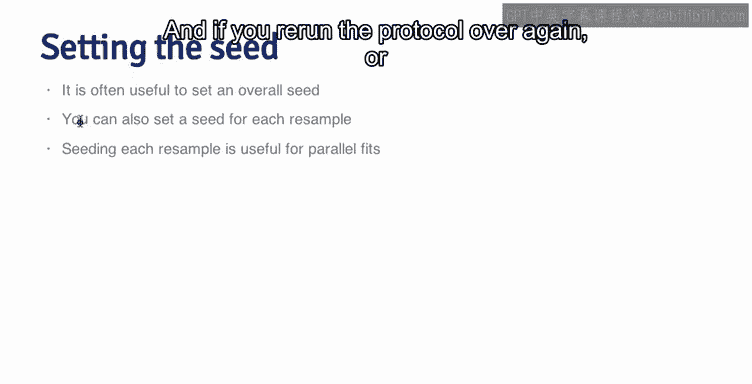 And if you rerun the protocol over again,
or
Setting the seed
· It is often useful to set an overall seed
· You can also set a seed for each resample
· Seeding each resample is useful for parallel fits